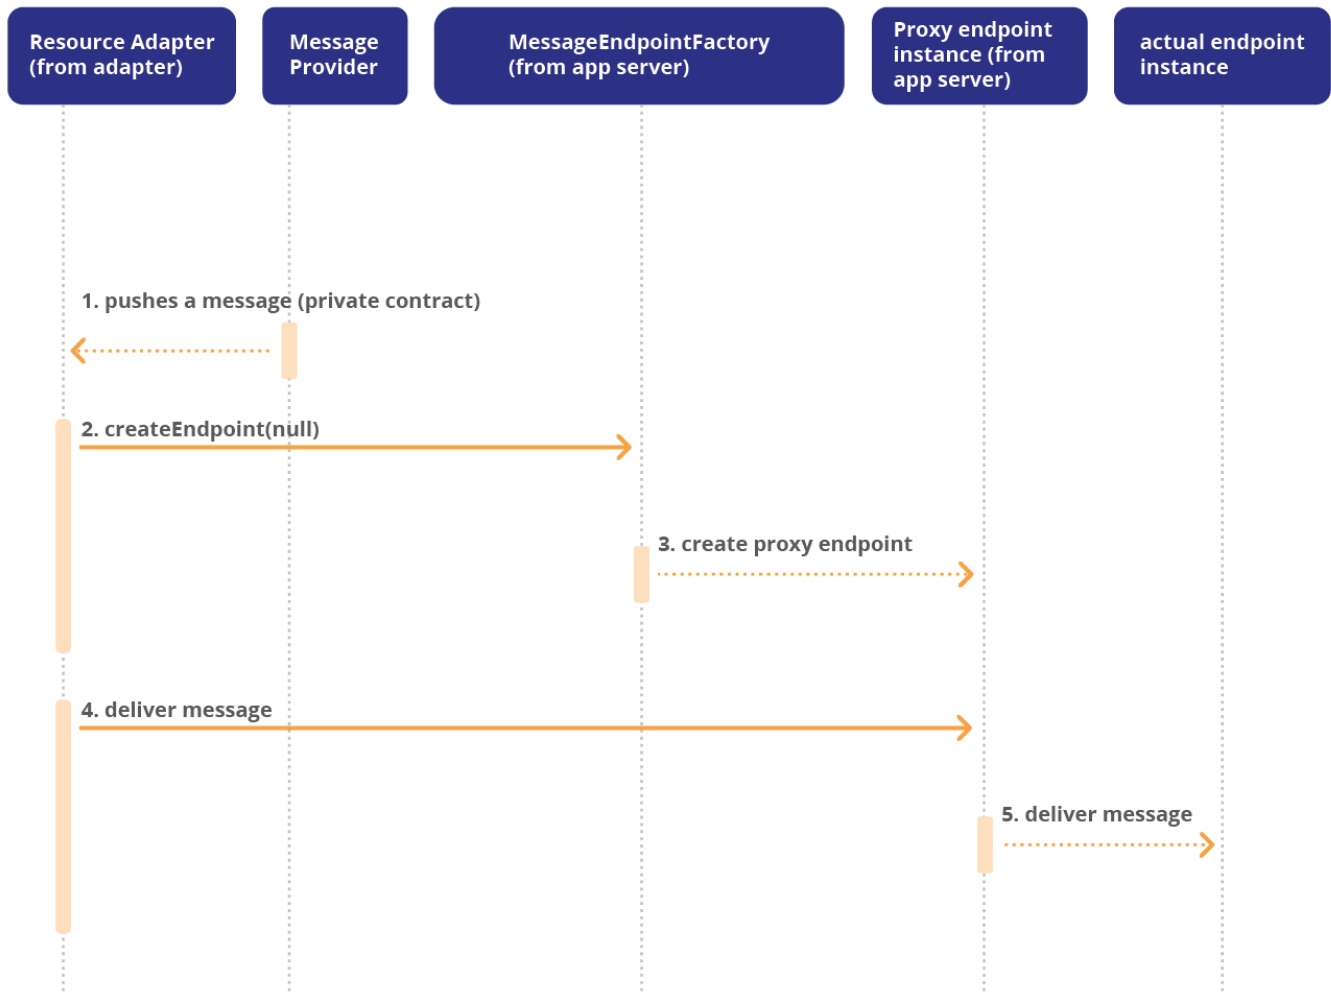 Resource Adapter
(from adapter)
Message
Provider
MessageEndpointFactory
(from app server)
Proxy endpoint
instance (from
app server)
actual endpoint
instance
1. pushes a message (private contract)
2. createEndpoint(null)
3. create proxy endpoint
4. deliver message
5. deliver message